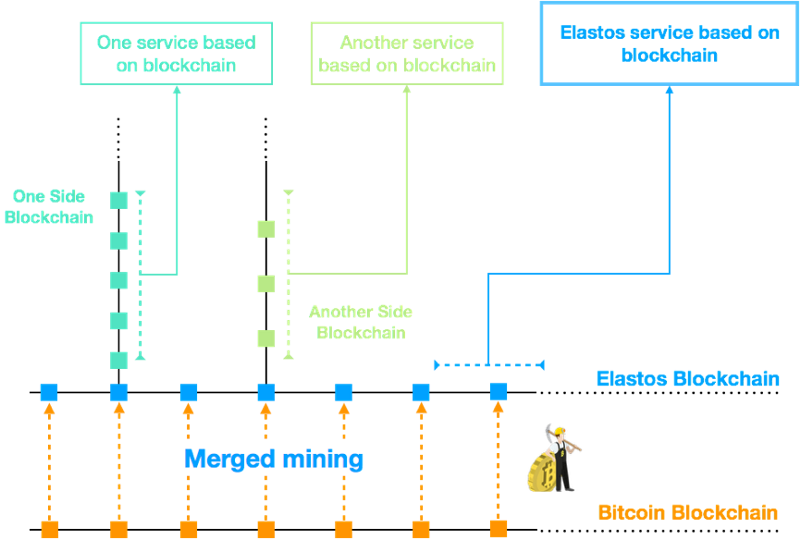 One service based
on blockchain
Another service
based on blockchain
Elastos service based on
blockchain
One Side
Blockchain
Another Side
Blockchain
Elastos Blockchain
Merged mining
Bitcoin Blockchain